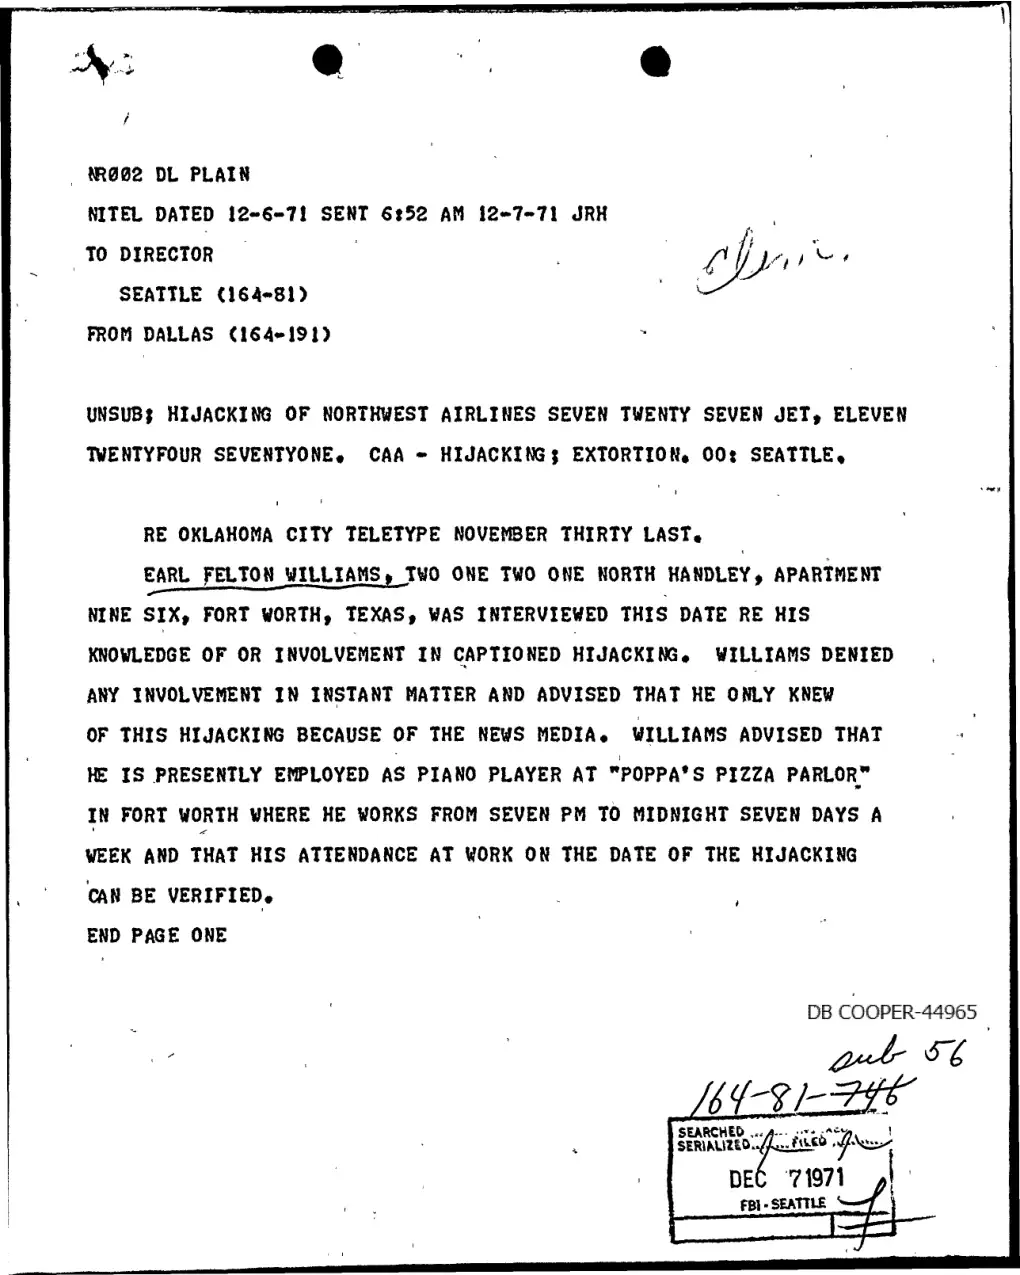 NR002 DL PLAIN
NITEL DATED 12-6-71 SENT 6:52 AM 12-7-71 JRH
TO DIRECTOR
SEATTLE (164-81)
FROM DALLAS (164-191)
Elim.
UNSUB; HIJACKING OF NORTHWEST AIRLINES SEVEN TWENTY SEVEN JET, ELEVEN
TWENTYFOUR SEVENTYONE. CAA - HIJACKING; EXTORTION. OO: SEATTLE.
RE OKLAHOMA CITY TELETYPE NOVEMBER THIRTY LAST.
EARL FELTON WILLIAMS, TWO ONE TWO ONE NORTH HANDLEY, APARTMENT
NINE SIX, FORT WORTH, TEXAS, WAS INTERVIEWED THIS DATE RE HIS
KNOWLEDGE OF OR INVOLVEMENT IN CAPTIONED HIJACKING. WILLIAMS DENIED
ANY INVOLVEMENT IN INSTANT MATTER AND ADVISED THAT HE ONLY KNEW
OF THIS HIJACKING BECAUSE OF THE NEWS MEDIA. WILLIAMS ADVISED THAT
HE IS PRESENTLY EMPLOYED AS PIANO PLAYER AT "POPPA'S PIZZA PARLOR"
IN FORT WORTH WHERE HE WORKS FROM SEVEN PM TO MIDNIGHT SEVEN DAYS A
WEEK AND THAT HIS ATTENDANCE AT WORK ON THE DATE OF THE HIJACKING
CAN BE VERIFIED.
END PAGE ONE
DB COOPER-44965
sub 56
164-81-746
SEARCHED
SERIALIZED FILED
DEC 7 1971
FBI - SEATTLE